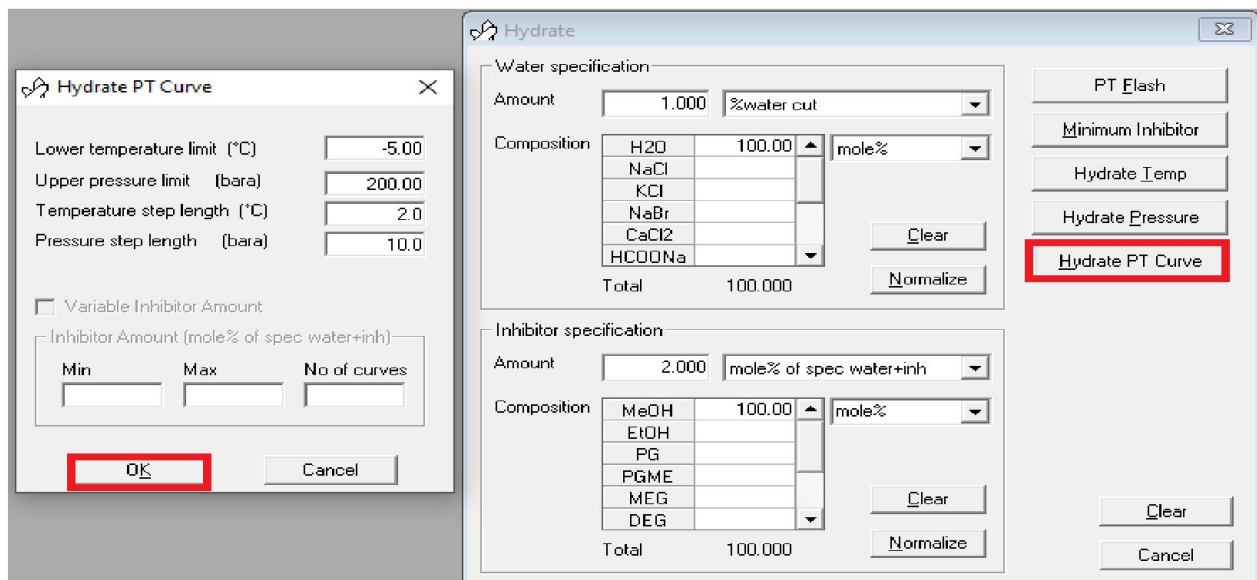 Hydrate PT Curve
Lower temperature limit (°C) -5.00
Upper pressure limit (bara) 200.00
Temperature step length (°C) 2.0
Pressure step length (bara) 10.0
Variable Inhibitor Amount
Inhibitor Amount (mole% of spec water+inh)
Min Max No of curves
OK Cancel
Hydrate
Water specification
Amount 1.000 %water cut
Composition H2O 100.00 mole%
NaCl
KCl
NaBr
CaCl2
HCOONa
Clear
Normalize
Total 100.000
Inhibitor specification
Amount 2.000 mole% of spec water+inh
Composition MeOH 100.00 mole%
EtOH
PG
PGME
MEG
DEG
Clear
Normalize
Total 100.000
PT Flash
Minimum Inhibitor
Hydrate Temp
Hydrate Pressure
Hydrate PT Curve
Clear
Cancel